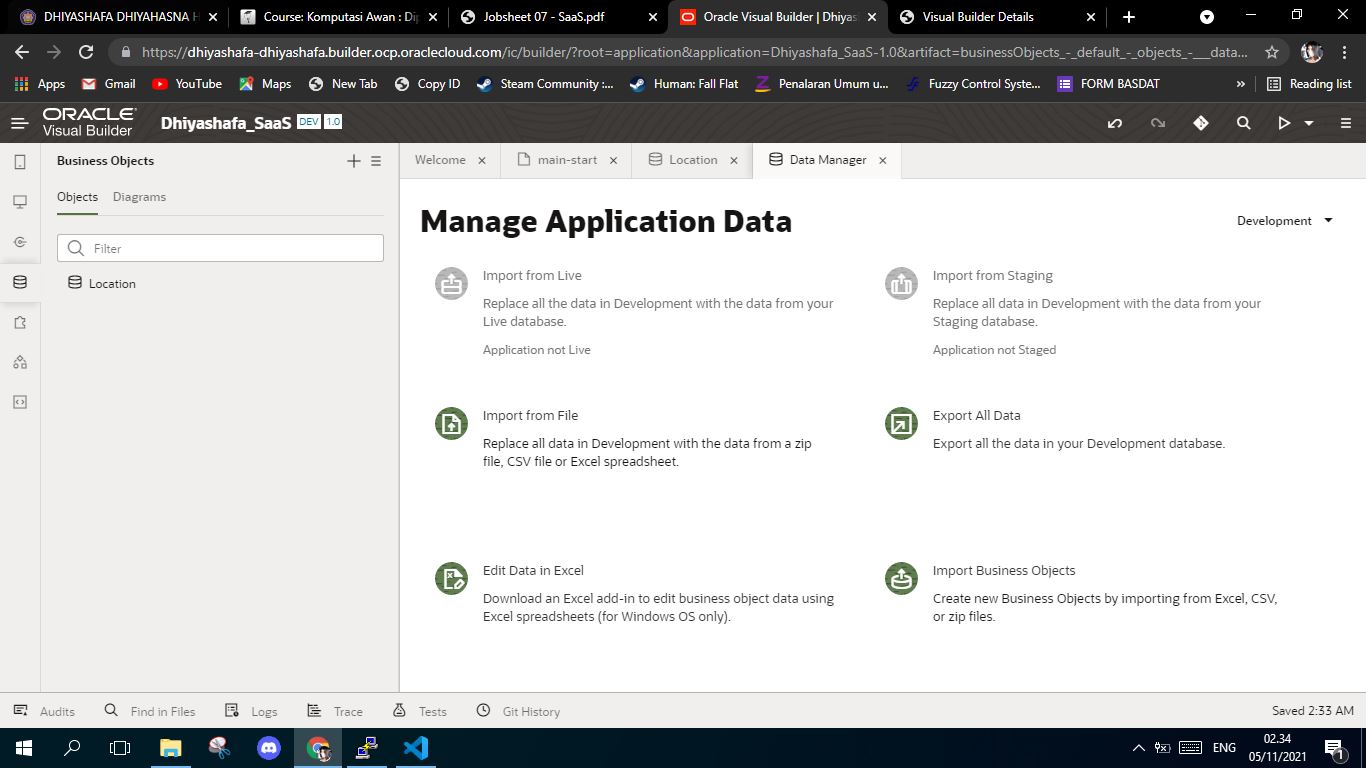 DHIYASHAFA DHIYAHASNA H
Course: Komputasi Awan : Dip
Jobsheet 07 - SaaS.pdf
Oracle Visual Builder | Dhiyash
Visual Builder Details
https://dhiyashafa-dhiyashafa.builder.ocp.oraclecloud.com/ic/builder/?root=application&application=Dhiyashafa_SaaS-1.0&artifact=businessObjects_-_default_-_objects_-___data...
Apps
Gmail
YouTube
Maps
New Tab
Copy ID
Steam Community :...
Human: Fall Flat
Penalaran Umum u...
Fuzzy Control Syste...
FORM BASDAT
»
Reading list
ORACLE
Visual Builder
Dhiyashafa_SaaS DEV 1.0
Business Objects
Objects
Diagrams
Filter
Location
Welcome
main-start
Location
Data Manager
Manage Application Data
Development
Import from Live
Replace all the data in Development with the data from your
Live database.
Application not Live
Import from Staging
Replace all data in Development with the data from your
Staging database.
Application not Staged
Import from File
Replace all data in Development with the data from a zip
file, CSV file or Excel spreadsheet.
Export All Data
Export all the data in your Development database.
Edit Data in Excel
Download an Excel add-in to edit business object data using
Excel spreadsheets (for Windows OS only).
Import Business Objects
Create new Business Objects by importing from Excel, CSV,
or zip files.
Audits
Find in Files
Logs
Trace
Tests
Git History
Saved 2:33 AM
ENG
02.34
05/11/2021
1